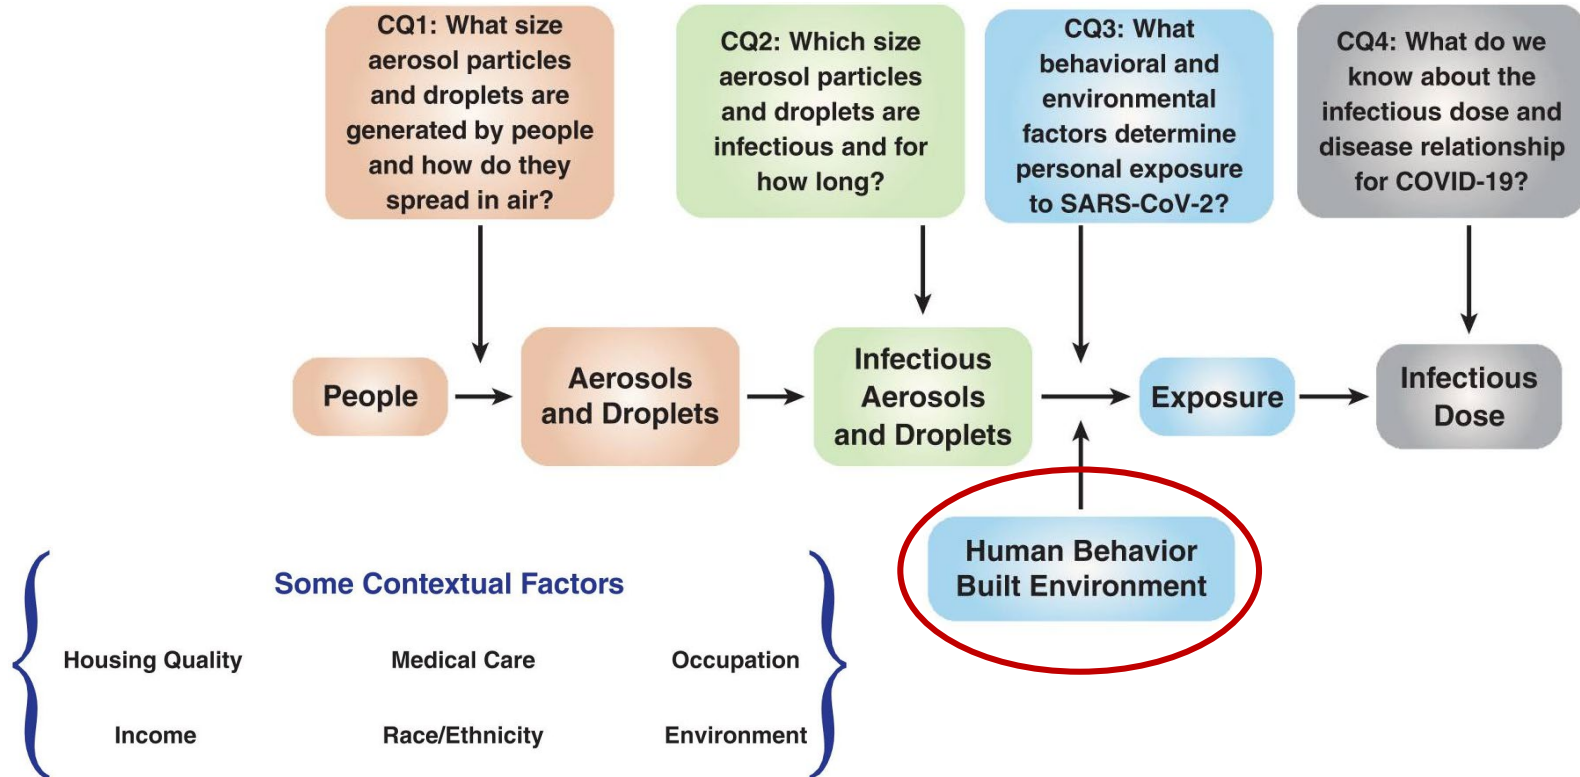 CQ1: What size
aerosol particles
and droplets are
generated by people
and how do they
spread in air?
CQ2: Which size
aerosol particles
and droplets are
infectious and for
how long?
CQ3: What
behavioral and
environmental
factors determine
personal exposure
to SARS-CoV-2?
CQ4: What do we
know about the
infectious dose and
disease relationship
for COVID-19?
People
Aerosols
and Droplets
Infectious
Aerosols
and Droplets
Exposure
Infectious
Dose
Human Behavior
Built Environment
Some Contextual Factors
Housing Quality
Medical Care
Occupation
Income
Race/Ethnicity
Environment